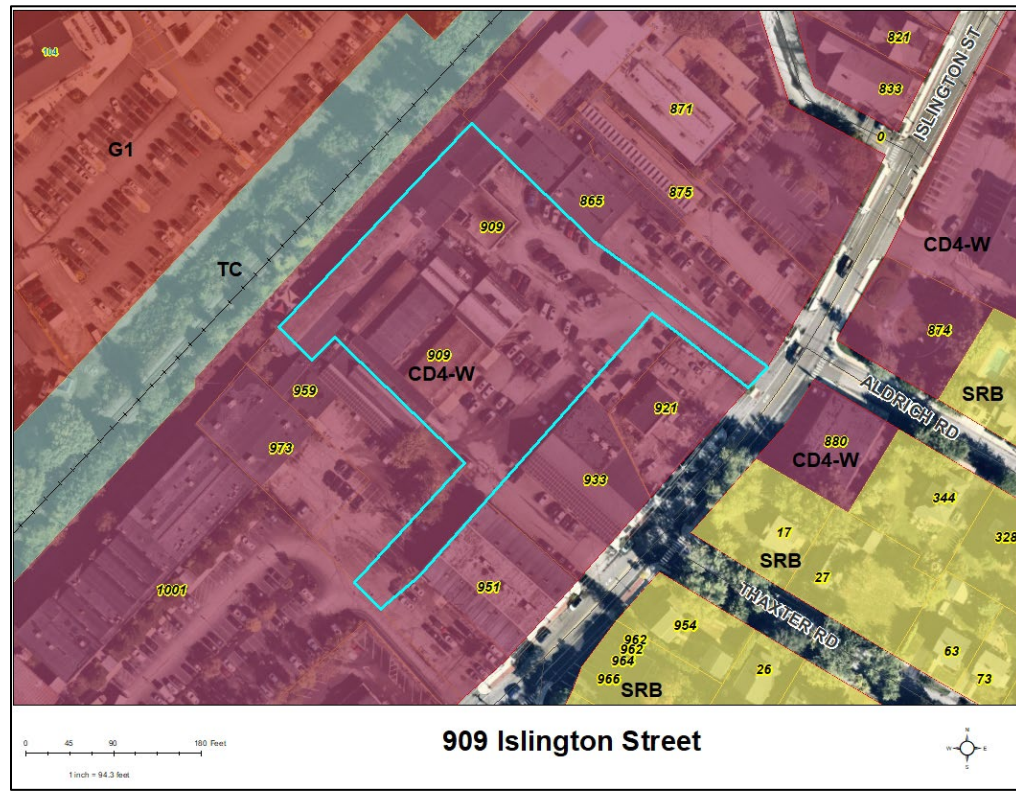 104
821
ISLINGTON ST
833
871
0
G1
875
865
909
CD4-W
TC
874
909
CD4-W
SRB
ALDRICH RD
959
921
880
CD4-W
973
344
933
17
328
SRB
27
951
THAXTER RD
1001
954
962
962
63
964
26
966
73
SRB
909 Islington Street
0 45 90 180 Feet
1 inch = 94.3 feet
N
W E
S